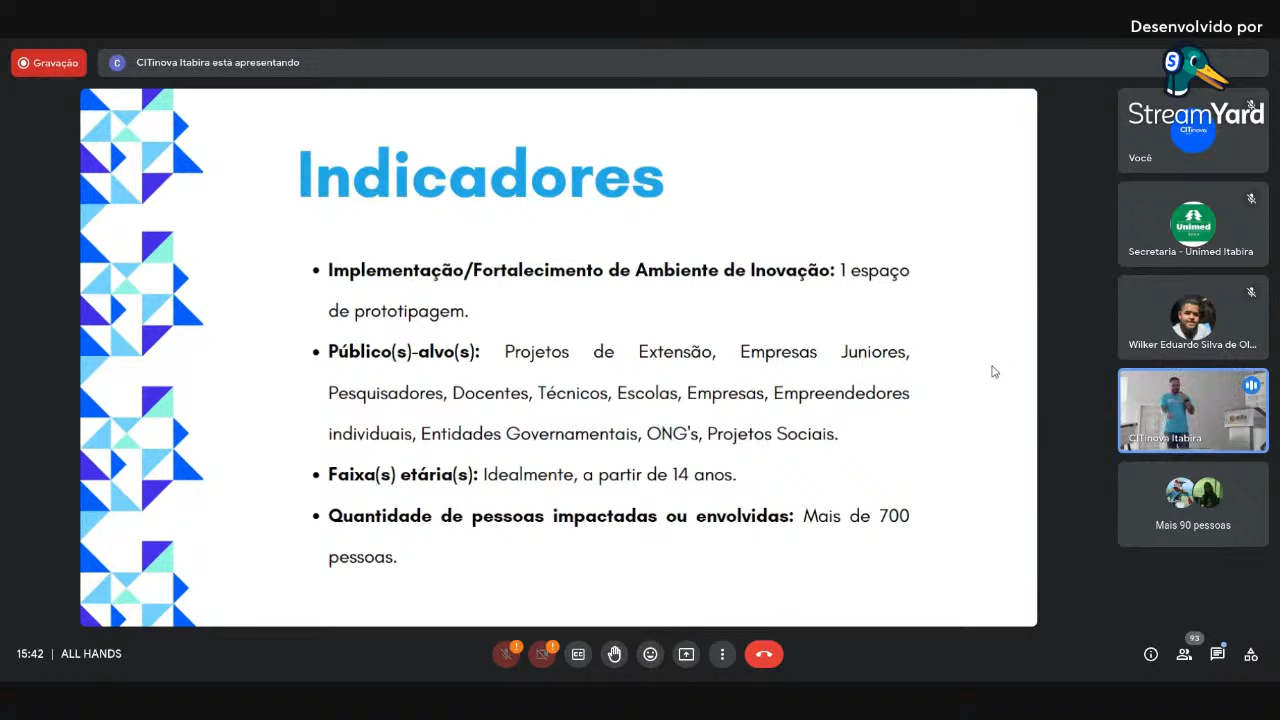 Desenvolvido por
StreamYard
Gravação
C CITinova Itabira está apresentando
Indicadores
• Implementação/Fortalecimento de Ambiente de Inovação: 1 espaço
de prototipagem.
• Público(s)-alvo(s): Projetos de Extensão, Empresas Juniores,
Pesquisadores, Docentes, Técnicos, Escolas, Empresas, Empreendedores
individuais, Entidades Governamentais, ONG's, Projetos Sociais.
• Faixa(s) etária(s): Idealmente, a partir de 14 anos.
• Quantidade de pessoas impactadas ou envolvidas: Mais de 700
pessoas.
CITinova
Você
Unimed
Secretaria - Unimed Itabira
Wilker Eduardo Silva de Ol...
CITinova Itabira
Mais 90 pessoas
15:42 | ALL HANDS
93